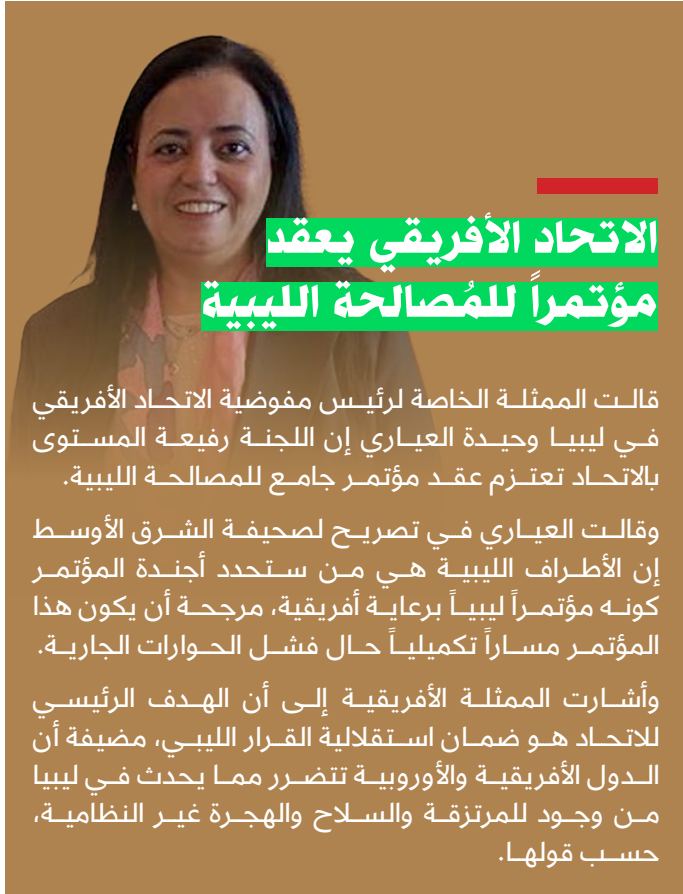 الاتحاد الأفريقي يعقد
مؤتمراً للمُصالحة الليبية
قالت الممثلة الخاصة لرئيس مفوضية الاتحاد الأفريقي
في ليبيا وحيدة العياري إن اللجنة رفيعة المستوى
بالاتحاد تعتزم عقد مؤتمر جامع للمصالحة الليبية.
وقالت العياري في تصريح لصحيفة الشرق الأوسط
إن الأطراف الليبية هي من ستحدد أجندة المؤتمر
كونه مؤتمراً ليبياً برعاية أفريقية، مرجحة أن يكون هذا
المؤتمر مساراً تكميلياً حال فشل الحوارات الجارية.
وأشارت الممثلة الأفريقية إلى أن الهدف الرئيسي
للاتحاد هو ضمان استقلالية القرار الليبي، مضيفة أن
الدول الأفريقية والأوروبية تتضرر مما يحدث في ليبيا
من وجود للمرتزقة والسلاح والهجرة غير النظامية،
حسب قولها.